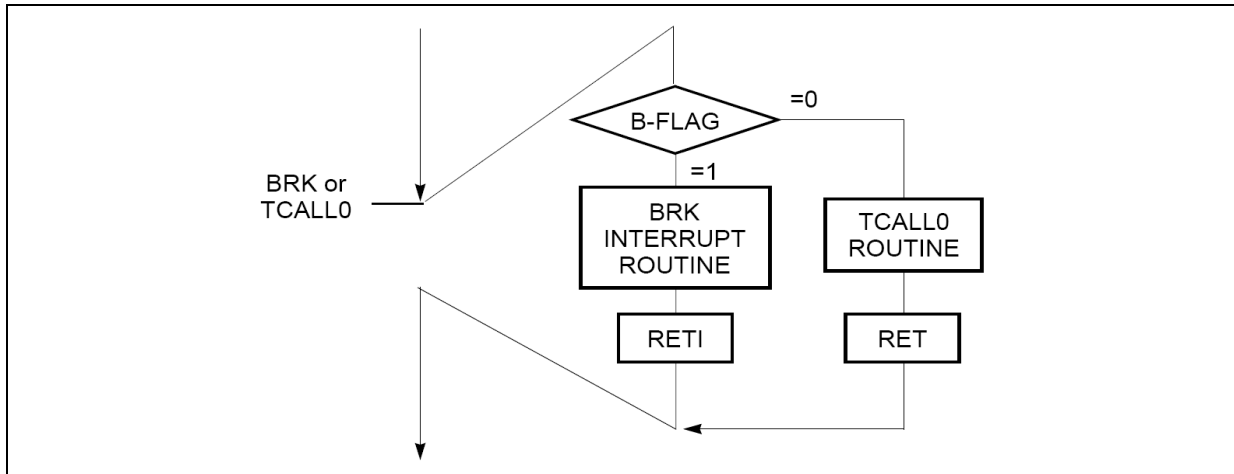 B-FLAG
=0
=1
BRK or
TCALL0
BRK
INTERRUPT
ROUTINE
TCALL0
ROUTINE
RETI
RET